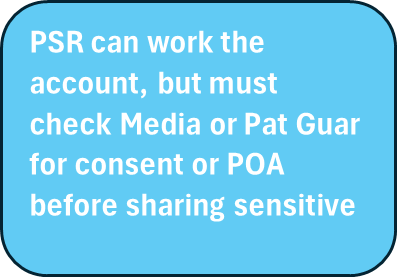 PSR can work the
account, but must
check Media or Pat Guar
for consent or POA
before sharing sensitive